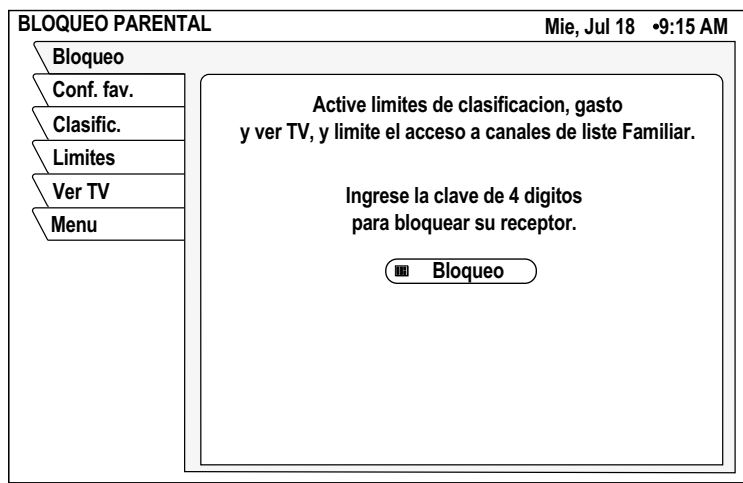 BLOQUEO PARENTAL Mie, Jul 18 •9:15 AM
Bloqueo
Conf. fav.
Clasific.
Limites
Ver TV
Menu
Active limites de clasificacion, gasto
y ver TV, y limite el acceso a canales de liste Familiar.
Ingrese la clave de 4 digitos
para bloquear su receptor.
Bloqueo